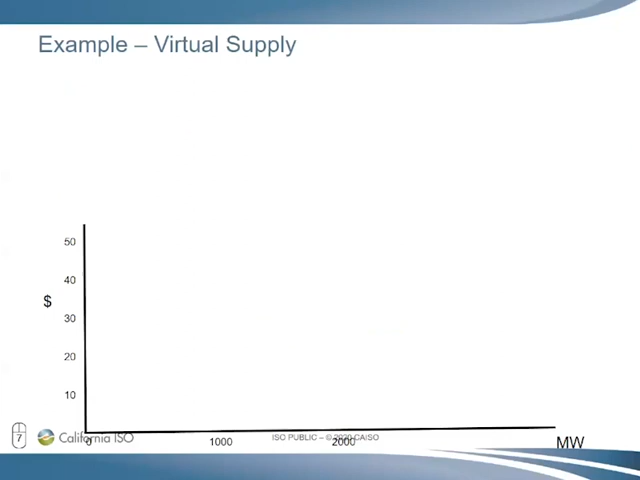 Example – Virtual Supply
50
40
$
30
20
10
7
California ISO
0
1000
ISO PUBLIC – © 2020 CAISO
2000
MW